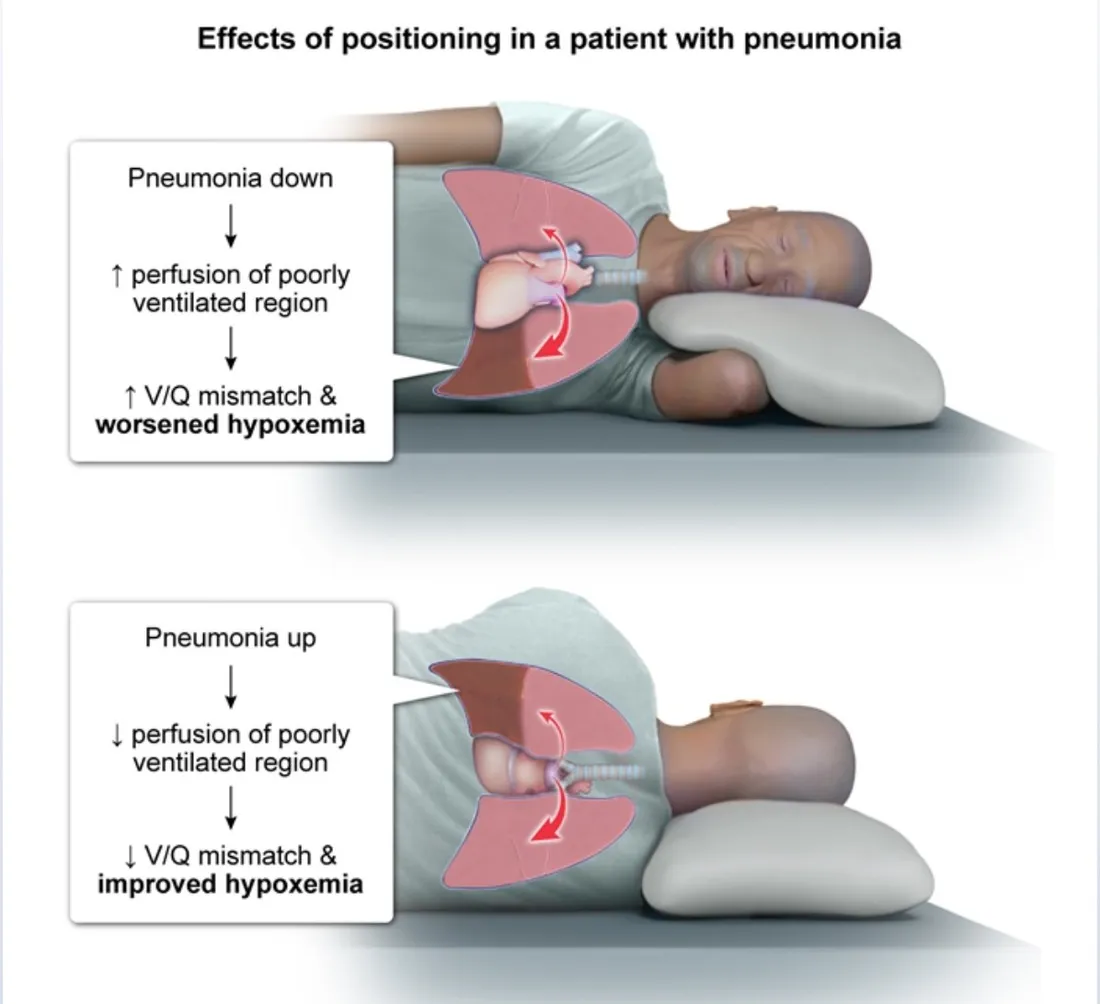 Effects of positioning in a patient with pneumonia
Pneumonia down
↓
↑ perfusion of poorly
ventilated region
↓
↑ V/Q mismatch &
worsened hypoxemia
Pneumonia up
↓
↓ perfusion of poorly
ventilated region
↓
↓ V/Q mismatch &
improved hypoxemia